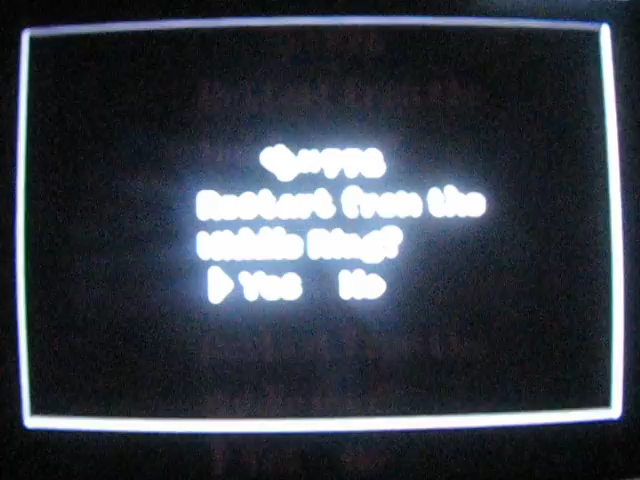 Restart from the
Middle Ring?
Yes No